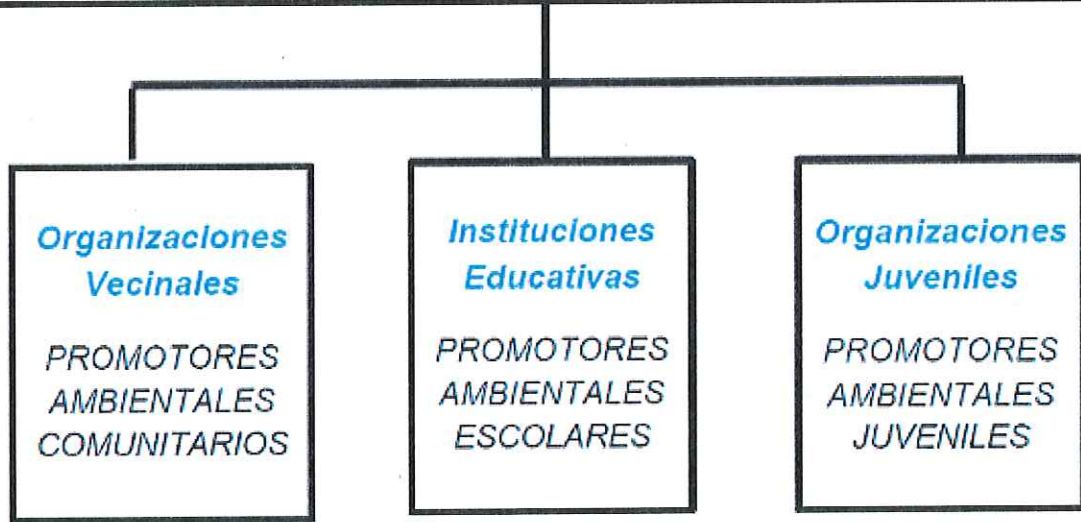 Organizaciones
Vecinales
PROMOTORES
AMBIENTALES
COMUNITARIOS
Instituciones
Educativas
PROMOTORES
AMBIENTALES
ESCOLARES
Organizaciones
Juveniles
PROMOTORES
AMBIENTALES
JUVENILES